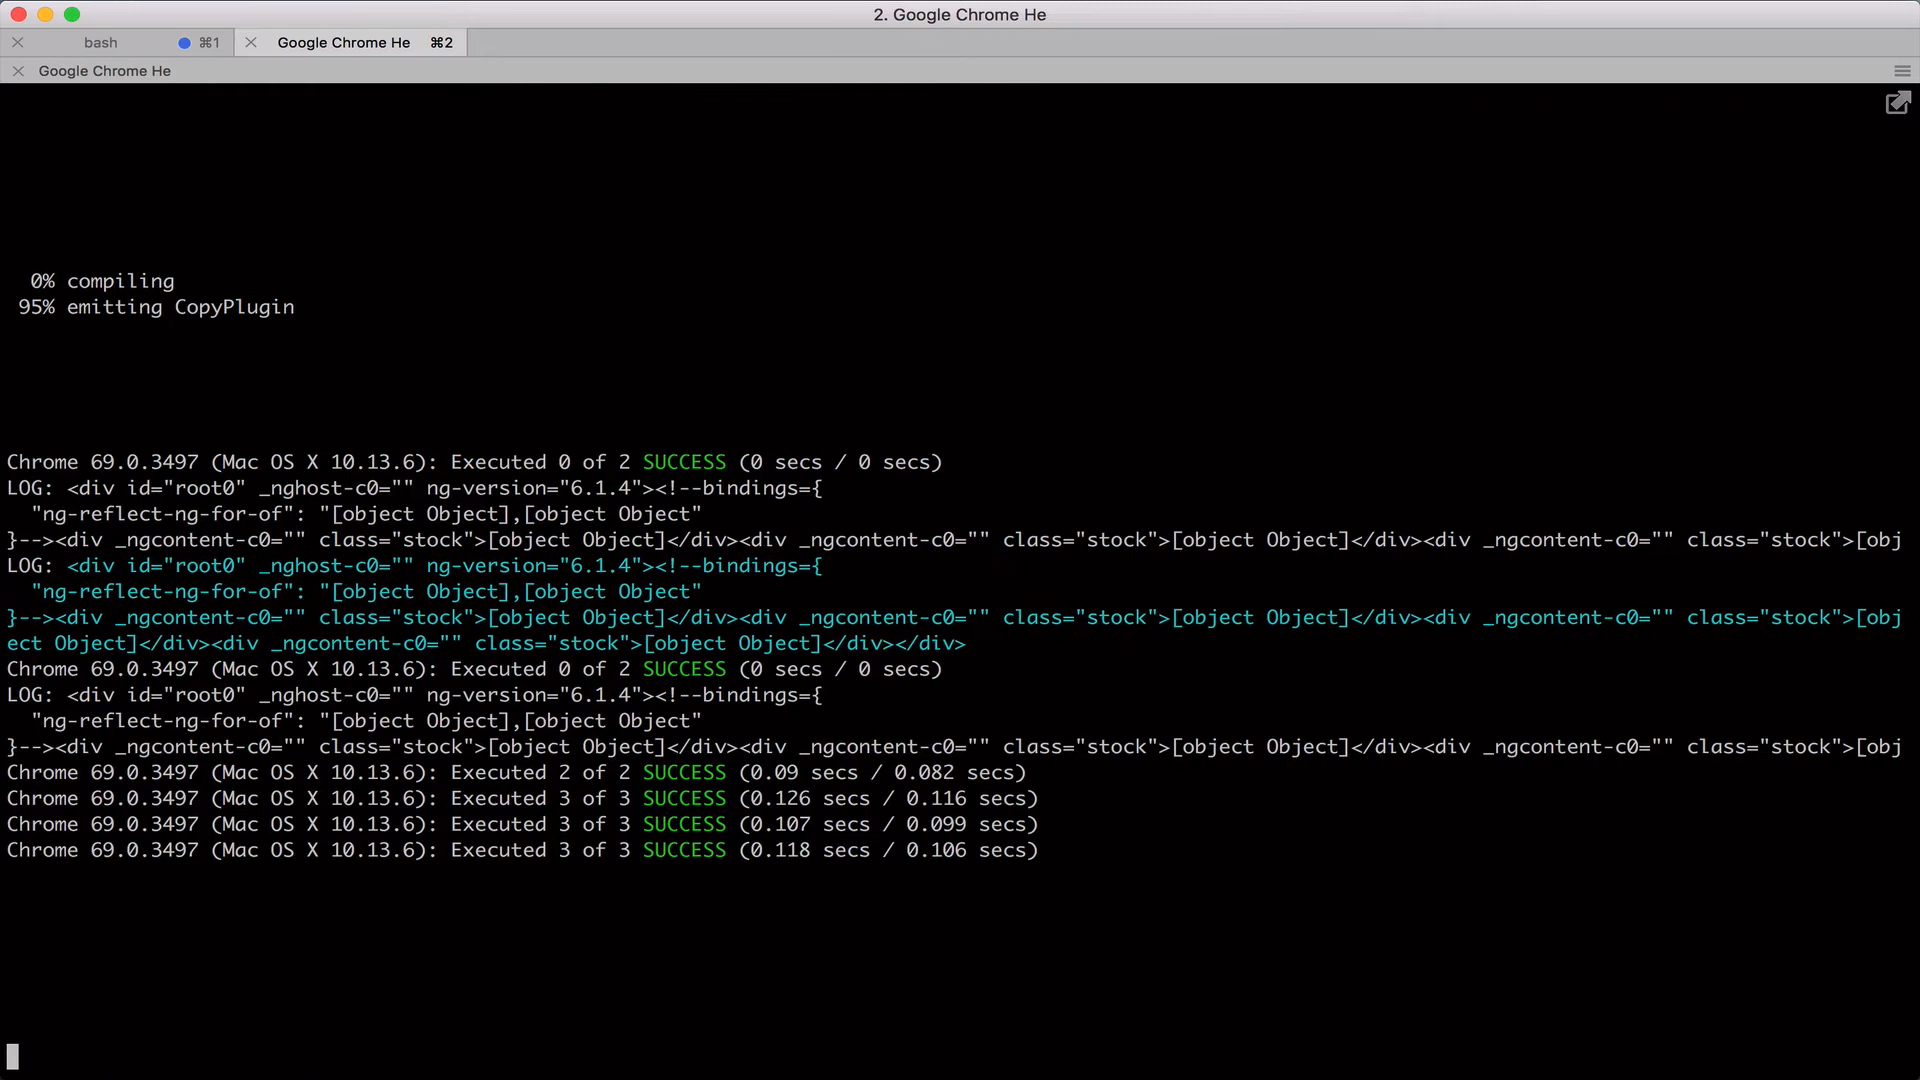 2. Google Chrome He
bash ⌘1 Google Chrome He ⌘2
Google Chrome He
0% compiling
95% emitting CopyPlugin
Chrome 69.0.3497 (Mac OS X 10.13.6): Executed 0 of 2 SUCCESS (0 secs / 0 secs)
LOG: <div id="root0" _nghost-c0="" ng-version="6.1.4"><!--bindings={
"ng-reflect-ng-for-of": "[object Object],[object Object"
}--><div _ngcontent-c0="" class="stock">[object Object]</div><div _ngcontent-c0="" class="stock">[object Object]</div><div _ngcontent-c0="" class="stock">[obj
LOG: <div id="root0" _nghost-c0="" ng-version="6.1.4"><!--bindings={
"ng-reflect-ng-for-of": "[object Object],[object Object"
}--><div _ngcontent-c0="" class="stock">[object Object]</div><div _ngcontent-c0="" class="stock">[object Object]</div><div _ngcontent-c0="" class="stock">[obj
ect Object]</div><div _ngcontent-c0="" class="stock">[object Object]</div></div>
Chrome 69.0.3497 (Mac OS X 10.13.6): Executed 0 of 2 SUCCESS (0 secs / 0 secs)
LOG: <div id="root0" _nghost-c0="" ng-version="6.1.4"><!--bindings={
"ng-reflect-ng-for-of": "[object Object],[object Object"
}--><div _ngcontent-c0="" class="stock">[object Object]</div><div _ngcontent-c0="" class="stock">[object Object]</div><div _ngcontent-c0="" class="stock">[obj
Chrome 69.0.3497 (Mac OS X 10.13.6): Executed 2 of 2 SUCCESS (0.09 secs / 0.082 secs)
Chrome 69.0.3497 (Mac OS X 10.13.6): Executed 3 of 3 SUCCESS (0.126 secs / 0.116 secs)
Chrome 69.0.3497 (Mac OS X 10.13.6): Executed 3 of 3 SUCCESS (0.107 secs / 0.099 secs)
Chrome 69.0.3497 (Mac OS X 10.13.6): Executed 3 of 3 SUCCESS (0.118 secs / 0.106 secs)